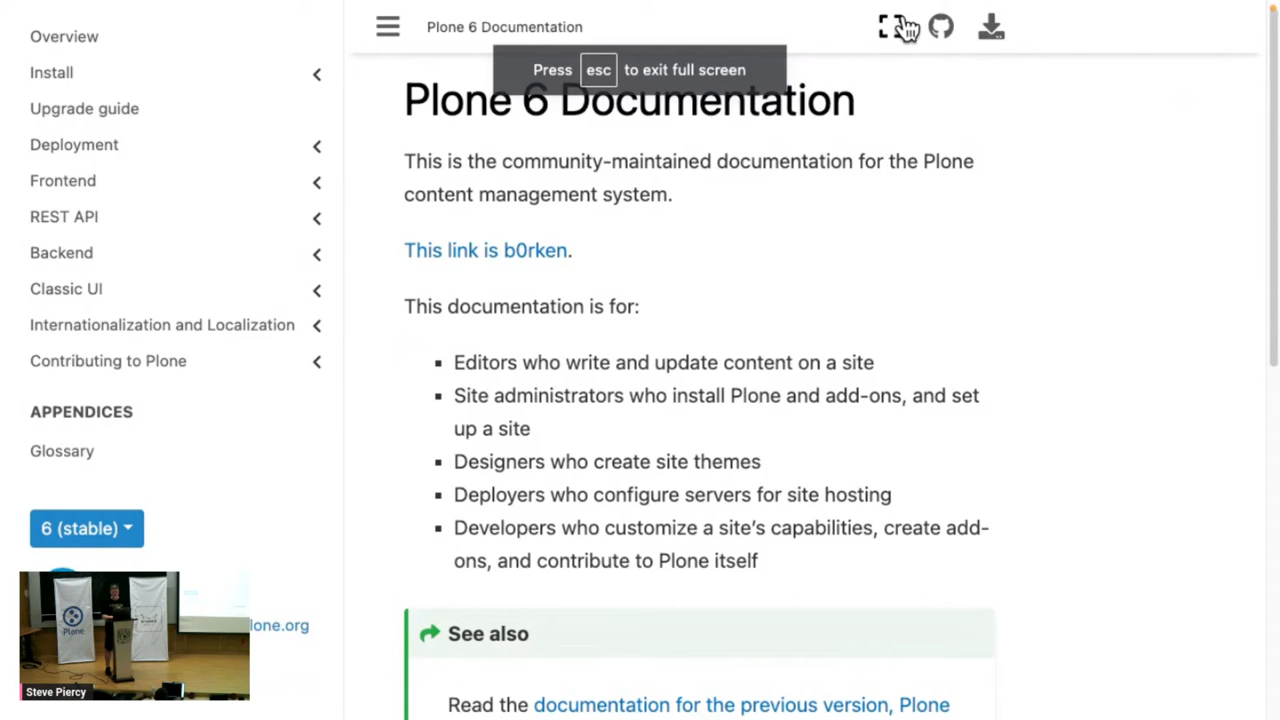 Overview
Install
Upgrade guide
Deployment
Frontend
REST API
Backend
Classic UI
Internationalization and Localization
Contributing to Plone
APPENDICES
Glossary
6 (stable)
lone.org
Plone
Steve Piercy
Plone 6 Documentation
Press esc to exit full screen
Plone 6 Documentation
This is the community-maintained documentation for the Plone
content management system.
This link is b0rken.
This documentation is for:
Editors who write and update content on a site
Site administrators who install Plone and add-ons, and set
up a site
Designers who create site themes
Deployers who configure servers for site hosting
Developers who customize a site's capabilities, create add-
ons, and contribute to Plone itself
See also
Read the documentation for the previous version, Plone